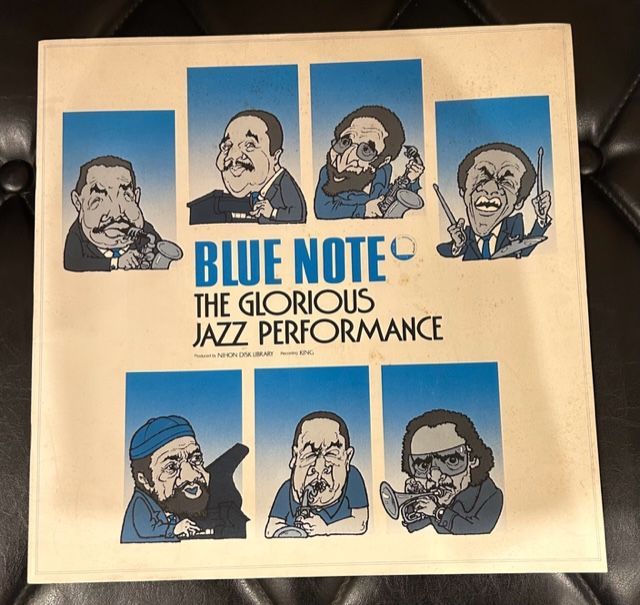 BLUE NOTE
THE GLORIOUS
JAZZ PERFORMANCE
Produced by NIHON DISK LIBRARY Recording KING